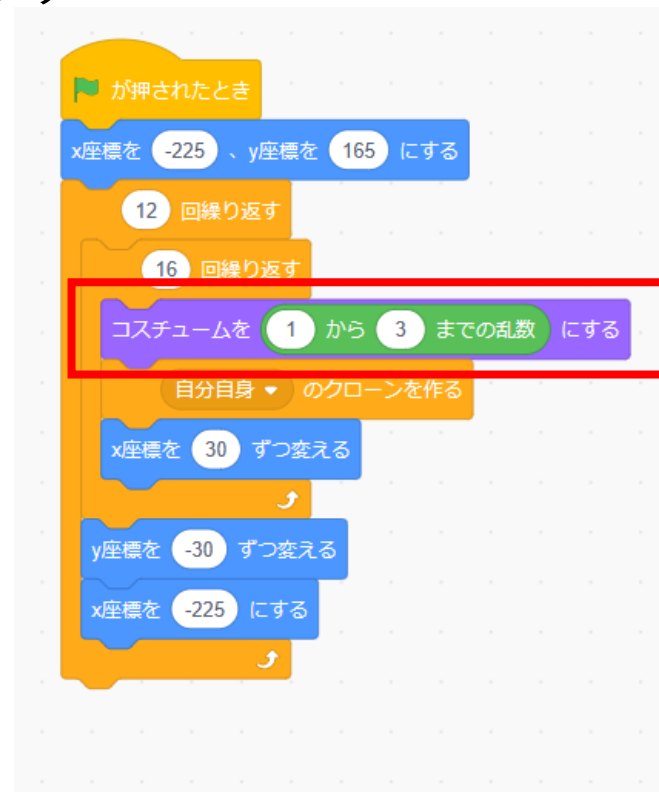 が押されたとき
x座標を -225 、y座標を 165 にする
12 回繰り返す
16 回繰り返す
コスチュームを 1 から 3 までの乱数 にする
自分自身 のクローンを作る
x座標を 30 ずつ変える
y座標を -30 ずつ変える
x座標を -225 にする